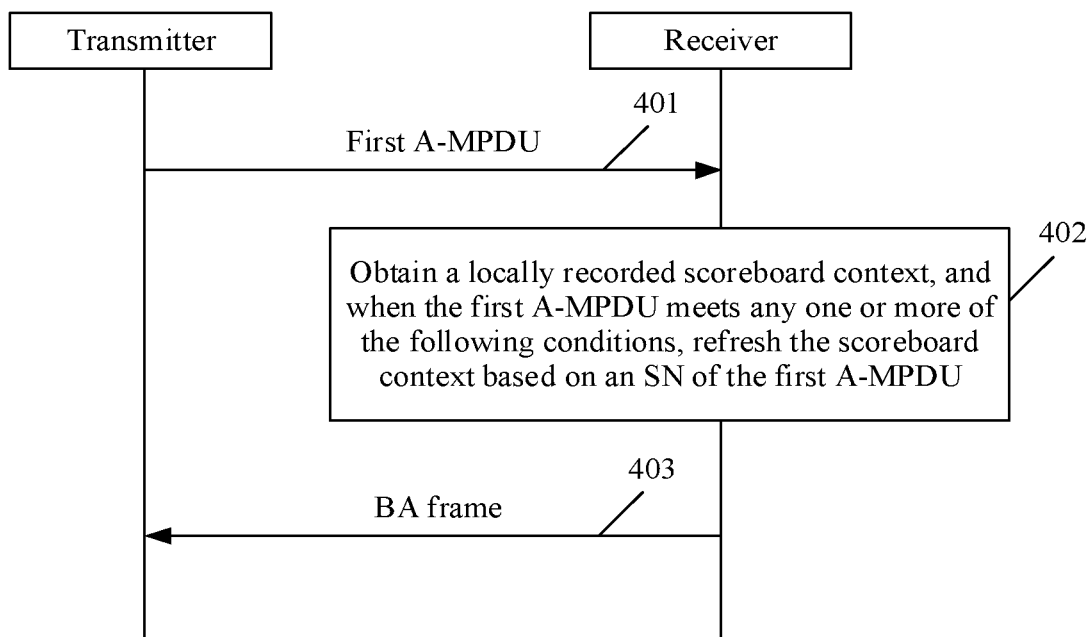 Transmitter
Receiver
401
First A-MPDU
402
Obtain a locally recorded scoreboard context, and
when the first A-MPDU meets any one or more of
the following conditions, refresh the scoreboard
context based on an SN of the first A-MPDU
403
BA frame